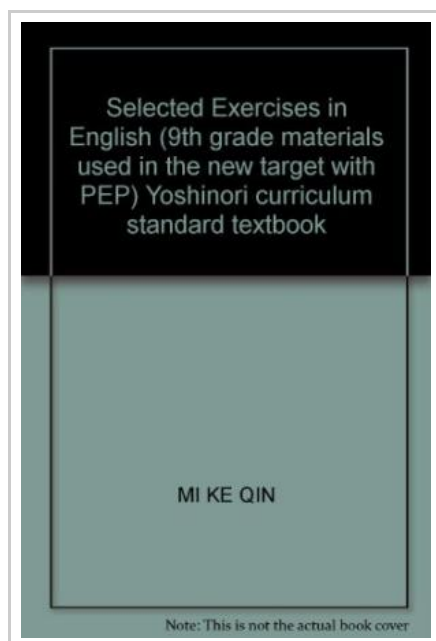 Selected Exercises in
English (9th grade materials
used in the new target with
PEP) Yoshinori curriculum
standard textbook
MI KE QIN
Note: This is not the actual book cover